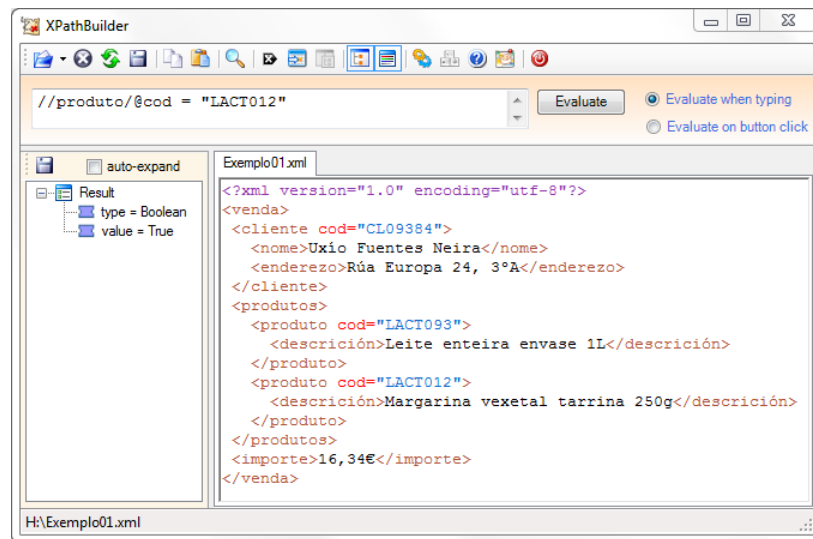 XPathBuilder
//produto/@cod = "LACT012"
Evaluate
Evaluate when typing
Evaluate on button click
auto-expand
Result
type = Boolean
value = True
Exemplo01.xml
<?xml version="1.0" encoding="utf-8"?>
<venda>
<cliente cod="CL09384">
<nome>Uxío Fuentes Neira</nome>
<enderezo>Rúa Europa 24, 3ºA</enderezo>
</cliente>
<produtos>
<produto cod="LACT093">
<descrición>Leite enteira envase 1L</descrición>
</produto>
<produto cod="LACT012">
<descrición>Margarina vexetal tarrina 250g</descrición>
</produto>
</produtos>
<importe>16,34€</importe>
</venda>
H:\Exemplo01.xml